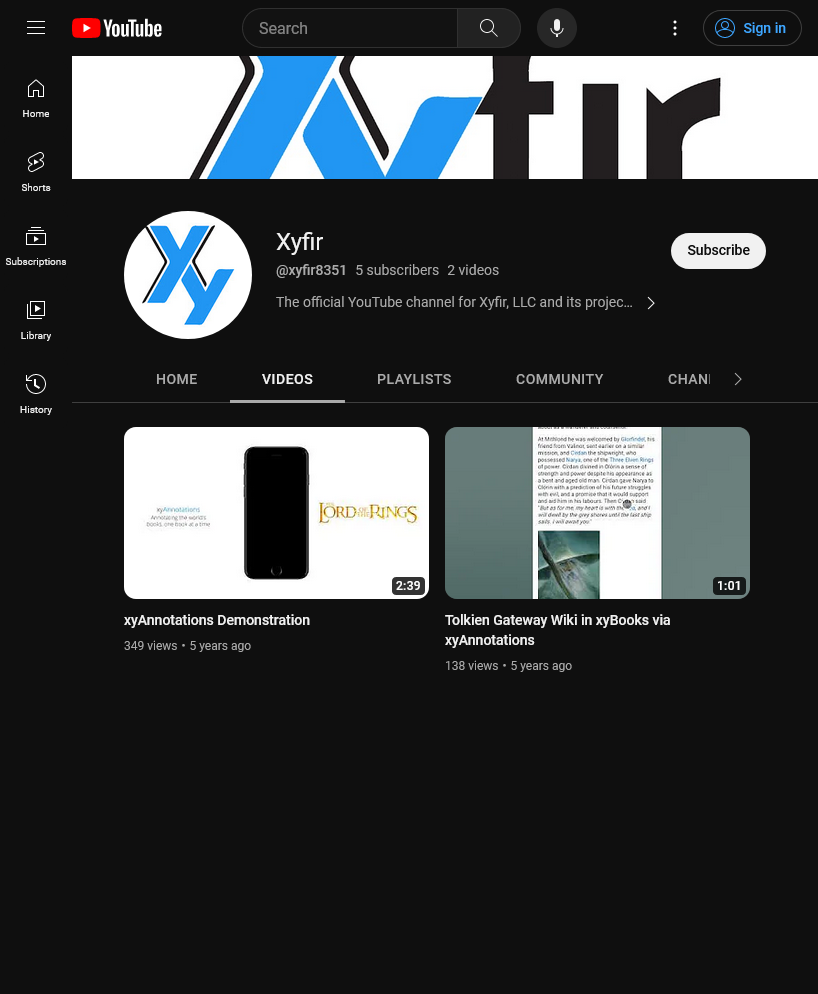 YouTube
Search
Sign in
Home
Shorts
Subscriptions
Library
History
Xyfir
Xy
Xyfir
@xyfir8351 5 subscribers 2 videos
The official YouTube channel for Xyfir, LLC and its projec…
Subscribe
HOME
VIDEOS
PLAYLISTS
COMMUNITY
CHAN
xyAnnotations
Annotating the world's
books, one book at a time
LORD OF THE RINGS
2:39
xyAnnotations Demonstration
349 views • 5 years ago
At Mithlond he was welcomed by Glorfindel, his
friend from Valinor, sent earlier on a similar
mission, and Círdan the shipwright, who
possessed Narya, one of the Three Elven Rings
of power. Círdan divined in Olórin a sense of
strength and power despite his appearance as
a bent and aged old man. Círdan gave Narya to
Olórin with a prediction of his future struggles
with evil, and a promise that it would support
and aid him in his labours. Then said
"But as for me, my heart is with the and I
will dwell by the grey shores until the last ship
sails. I will await you."
1:01
Tolkien Gateway Wiki in xyBooks via
xyAnnotations
138 views • 5 years ago